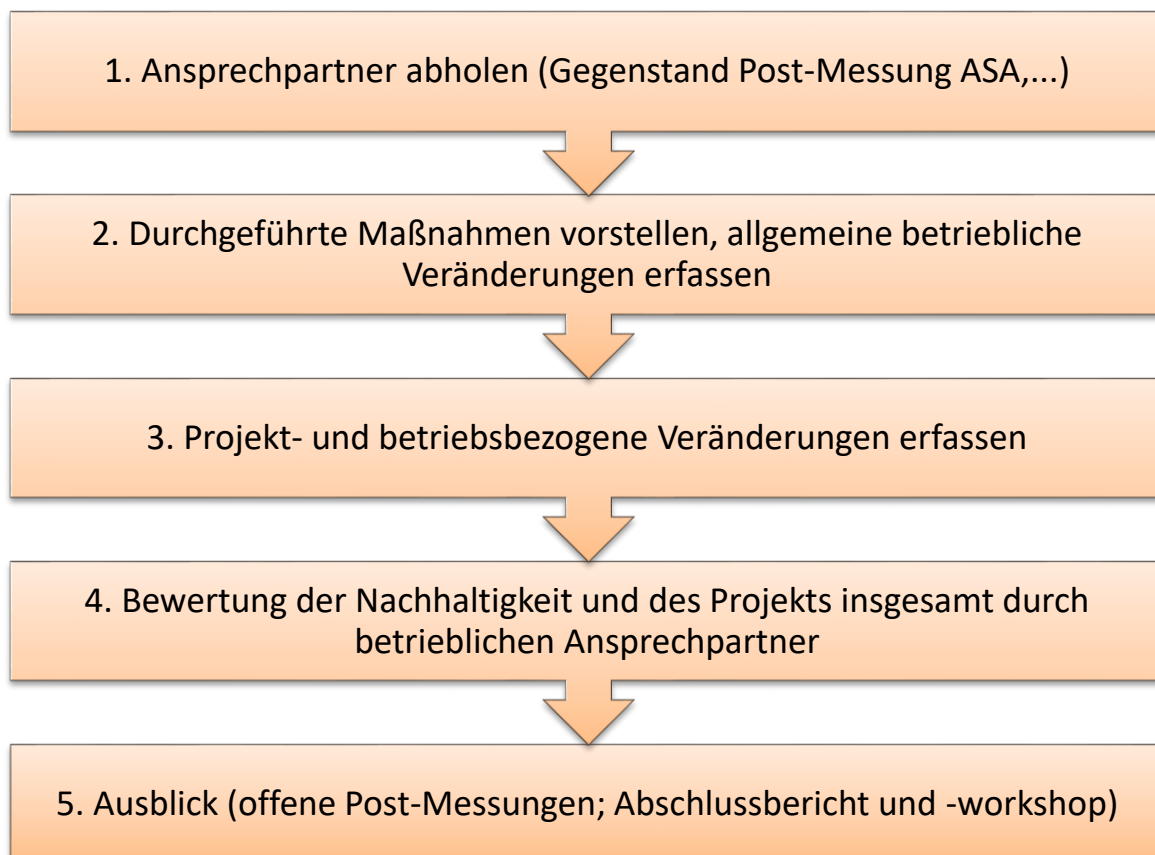 1. Ansprechpartner abholen (Gegenstand Post-Messung ASA,...)
2. Durchgeführte Maßnahmen vorstellen, allgemeine betriebliche
Veränderungen erfassen
3. Projekt- und betriebsbezogene Veränderungen erfassen
4. Bewertung der Nachhaltigkeit und des Projekts insgesamt durch
betrieblichen Ansprechpartner
5. Ausblick (offene Post-Messungen; Abschlussbericht und -workshop)